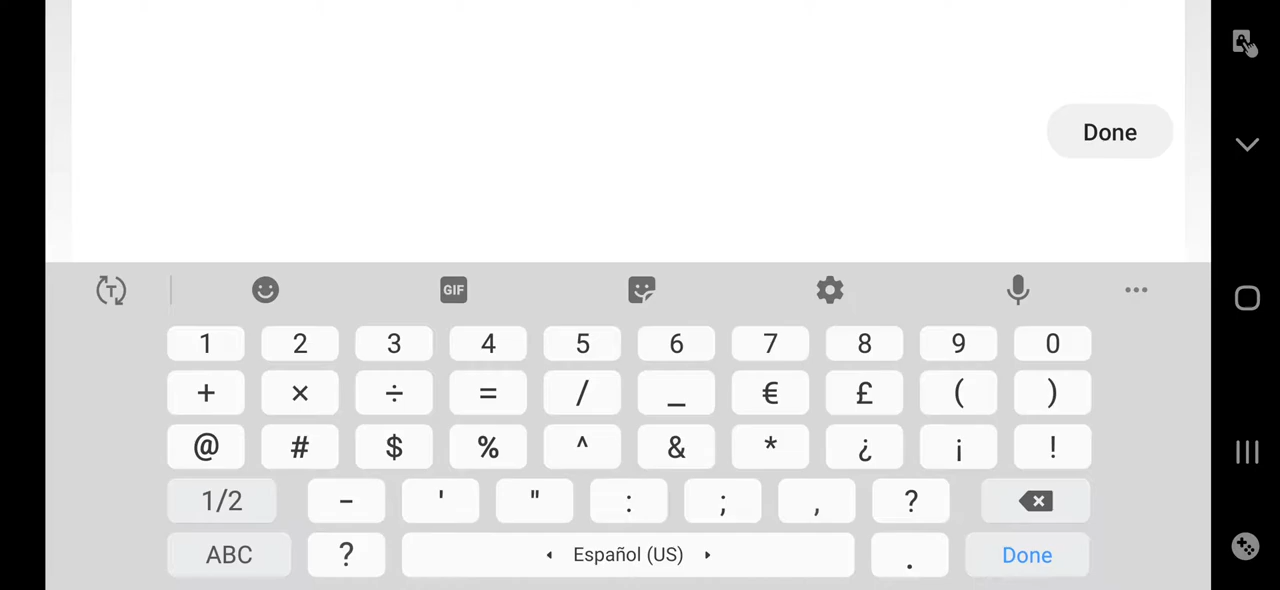 Done
GIF
1 2 3 4 5 6 7 8 9 0
+ × ÷ = / _ € £ ( )
@ # $ % ^ & * ¿ ¡ !
1/2 - ' " : ; , ?
ABC ? Español (US) . Done